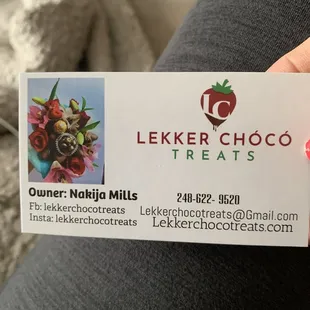 LC
LEKKER CHÓCÓ
TREATS
Owner: Nakija Mills
Fb: lekkerchocotreats
Insta: lekkerchocotreats
248-622- 9520
Lekkerchocotreats@Gmail.com
Lekkerchocotreats.com